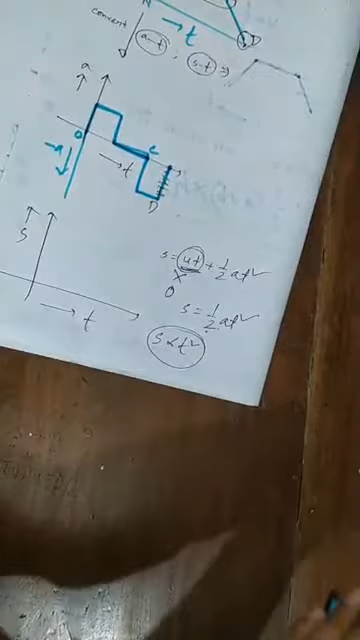 → t
convert
a-t , s-t ⇒
a
O
C
-a
→ t
D
S
→ t
s = ut + 1/2 at²
x
0
s = 1/2 at²
s ∝ t²